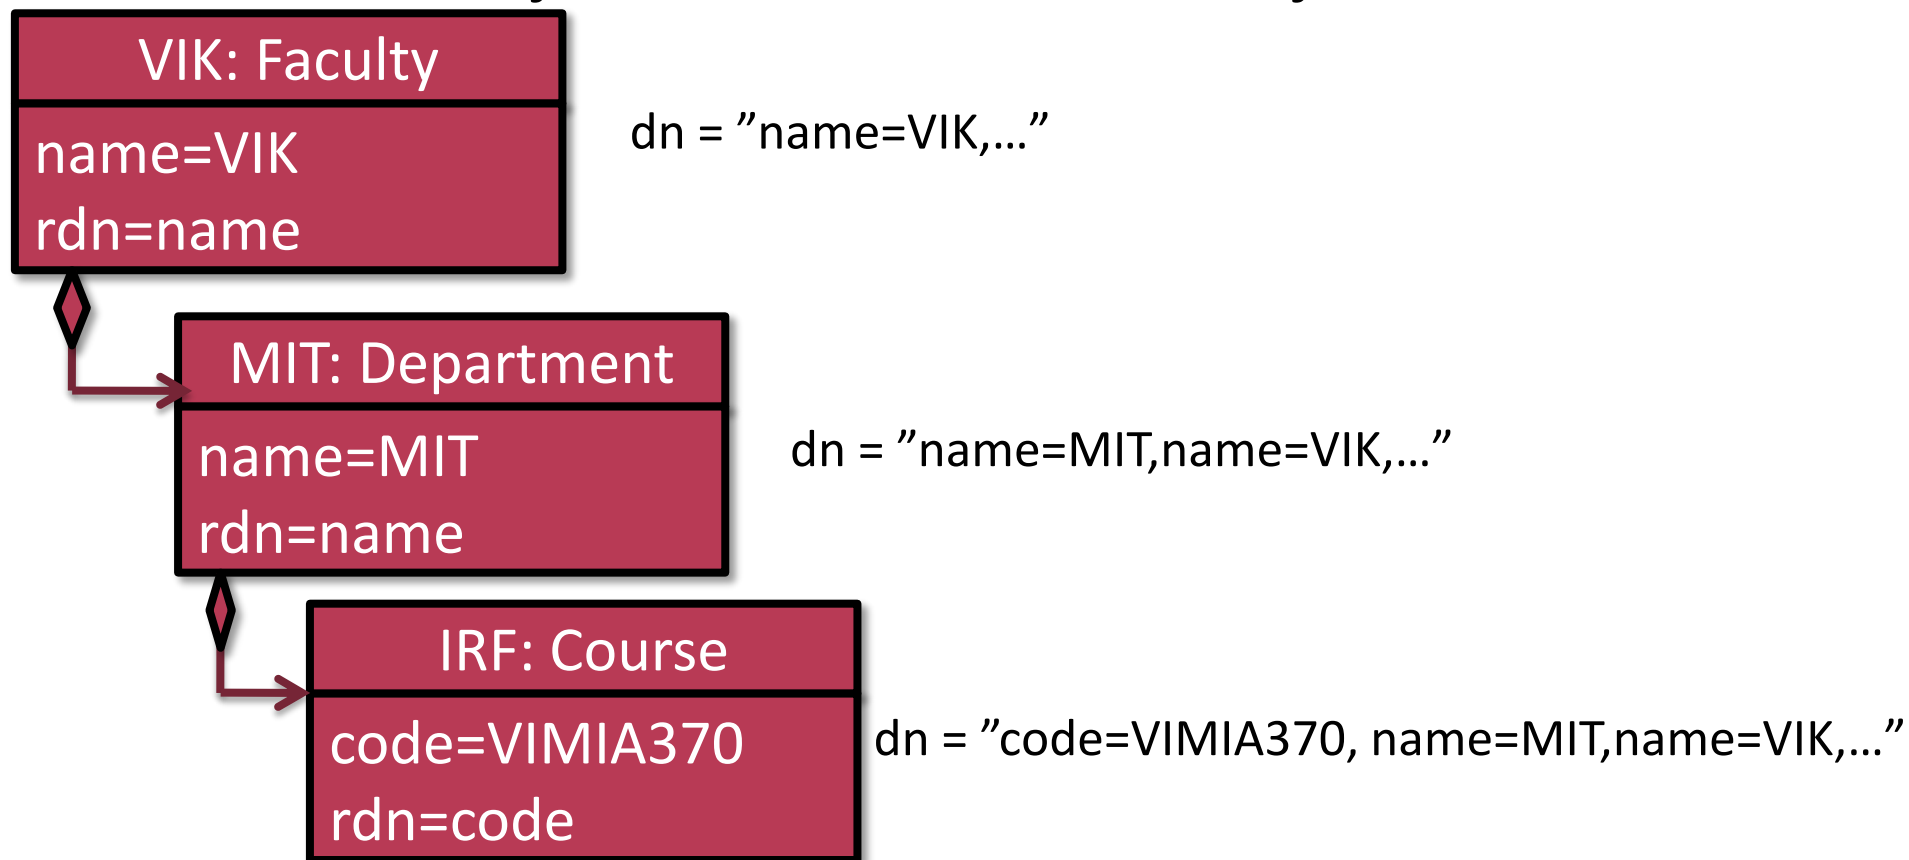 VIK: Faculty
name=VIK
rdn=name
dn = ”name=VIK,...”
MIT: Department
name=MIT
rdn=name
dn = ”name=MIT,name=VIK,...”
IRF: Course
code=VIMIA370
rdn=code
dn = ”code=VIMIA370, name=MIT,name=VIK,...”